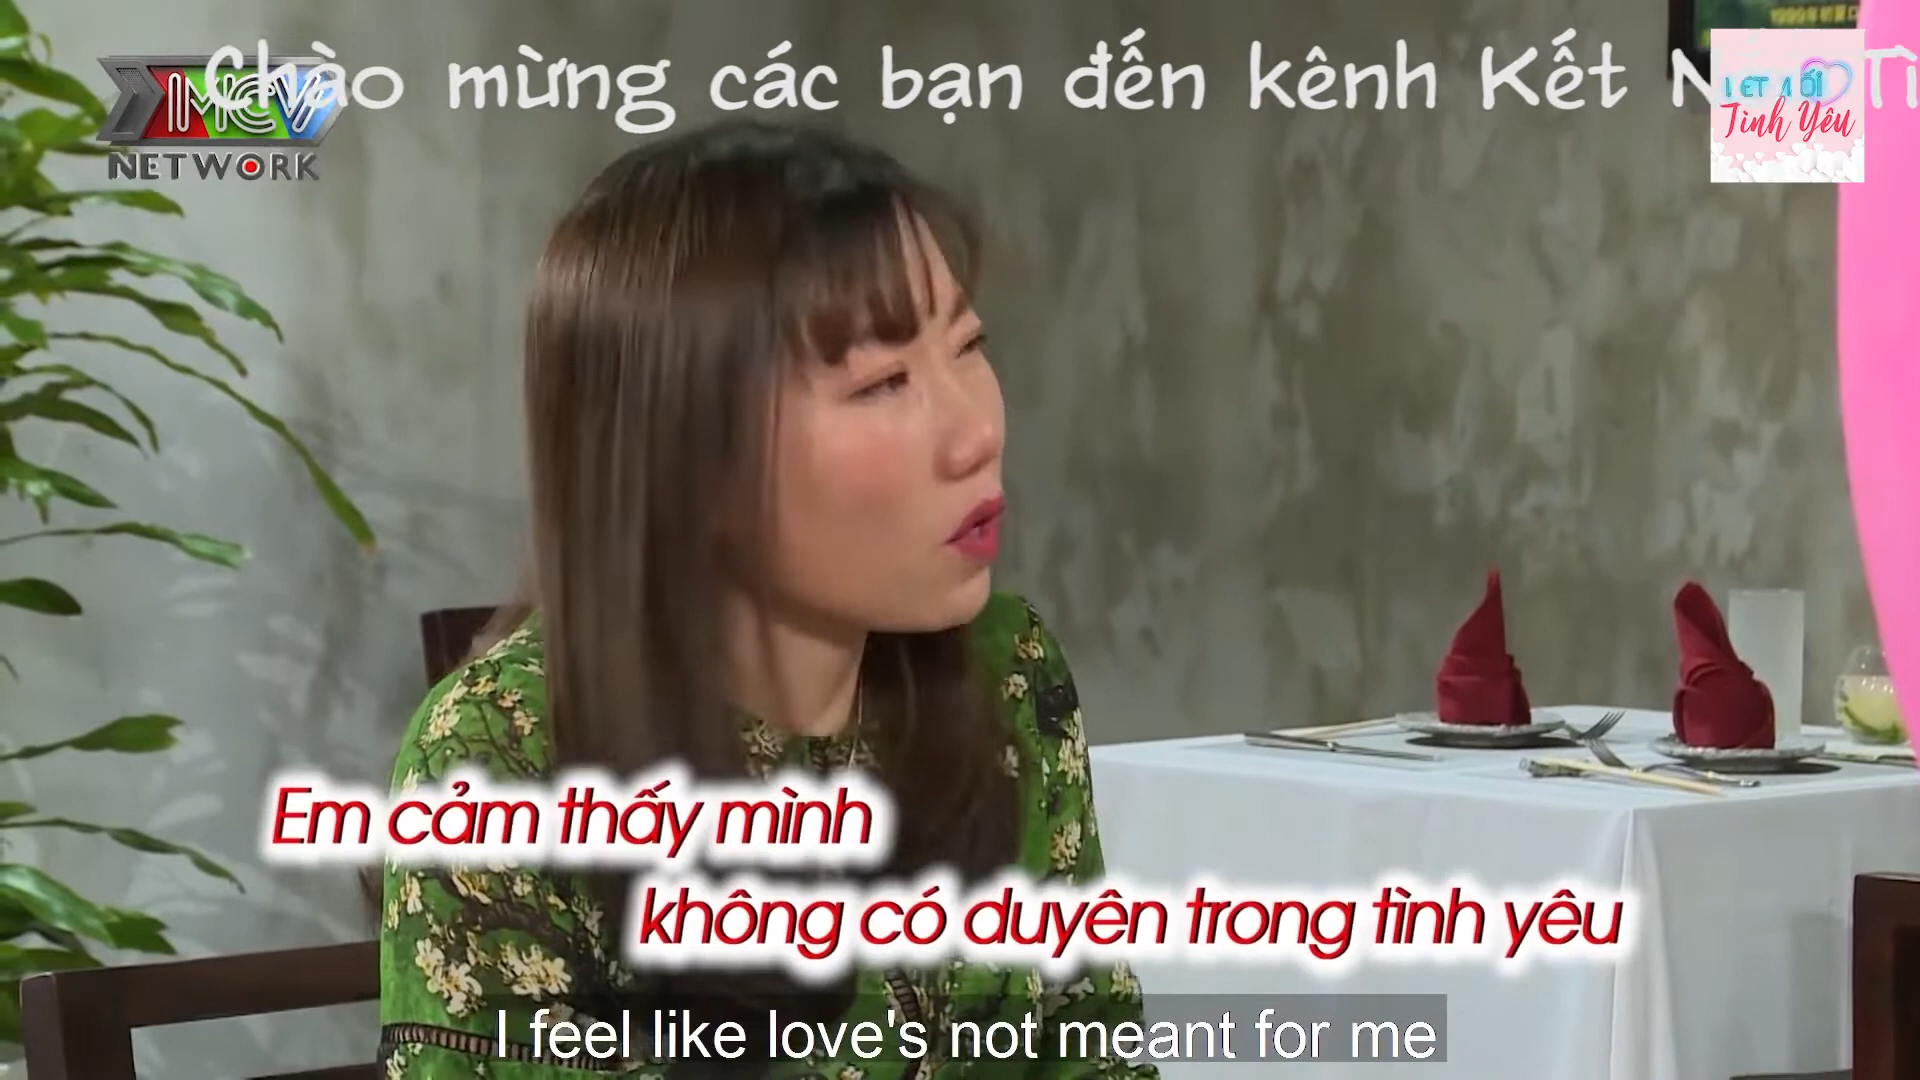 Chào mừng các bạn đến kênh Kết
MCV
NETWORK
Tình Yêu
Em cảm thấy mình
không có duyên trong tình yêu
I feel like love's not meant for me